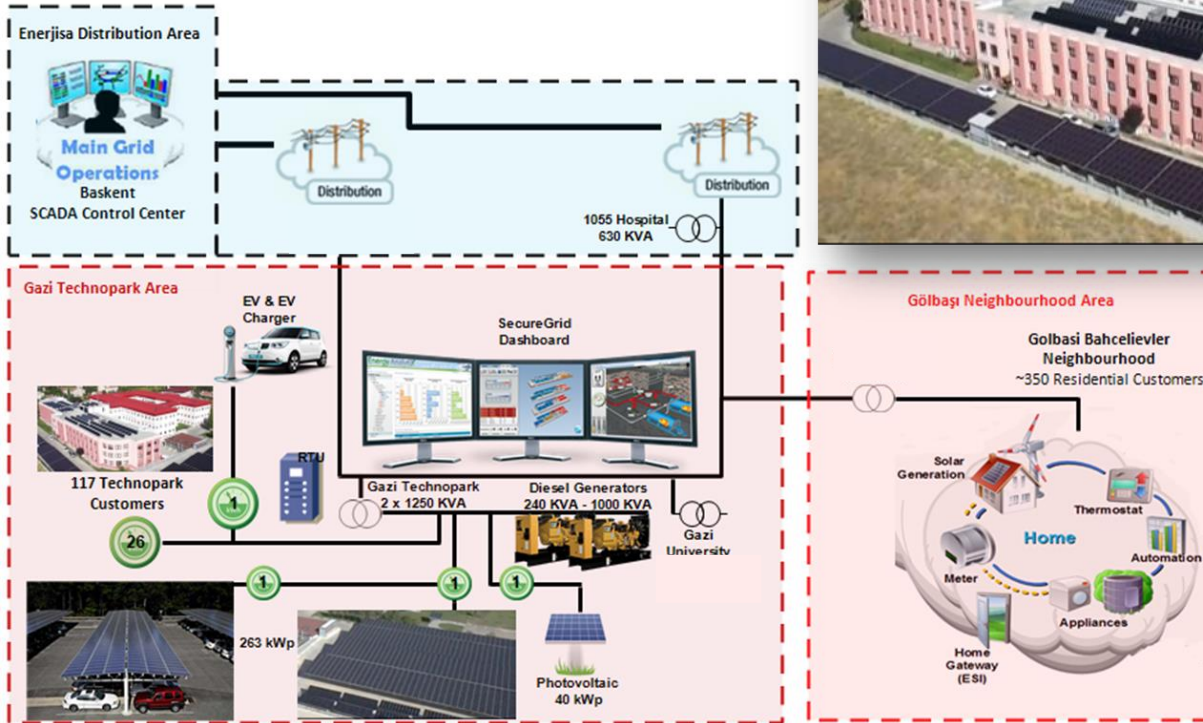 Enerjisa Distribution Area
Main Grid
Operations
Baskent
SCADA Control Center
Distribution
Distribution
1055 Hospital
630 KVA
Gazi Technopark Area
EV & EV
Charger
SecureGrid
Dashboard
RTU
117 Technopark
Customers
1
26
Gazi Technopark
2 x 1250 KVA
Diesel Generators
240 KVA - 1000 KVA
Gazi
University
1
1
1
263 kWp
Photovoltaic
40 kWp
Gölbaşı Neighbourhood Area
Golbasi Bahcelievler
Neighbourhood
~350 Residential Customers
Solar
Generation
Thermostat
Home
Automation
Meter
Appliances
Home
Gateway
(ESI)